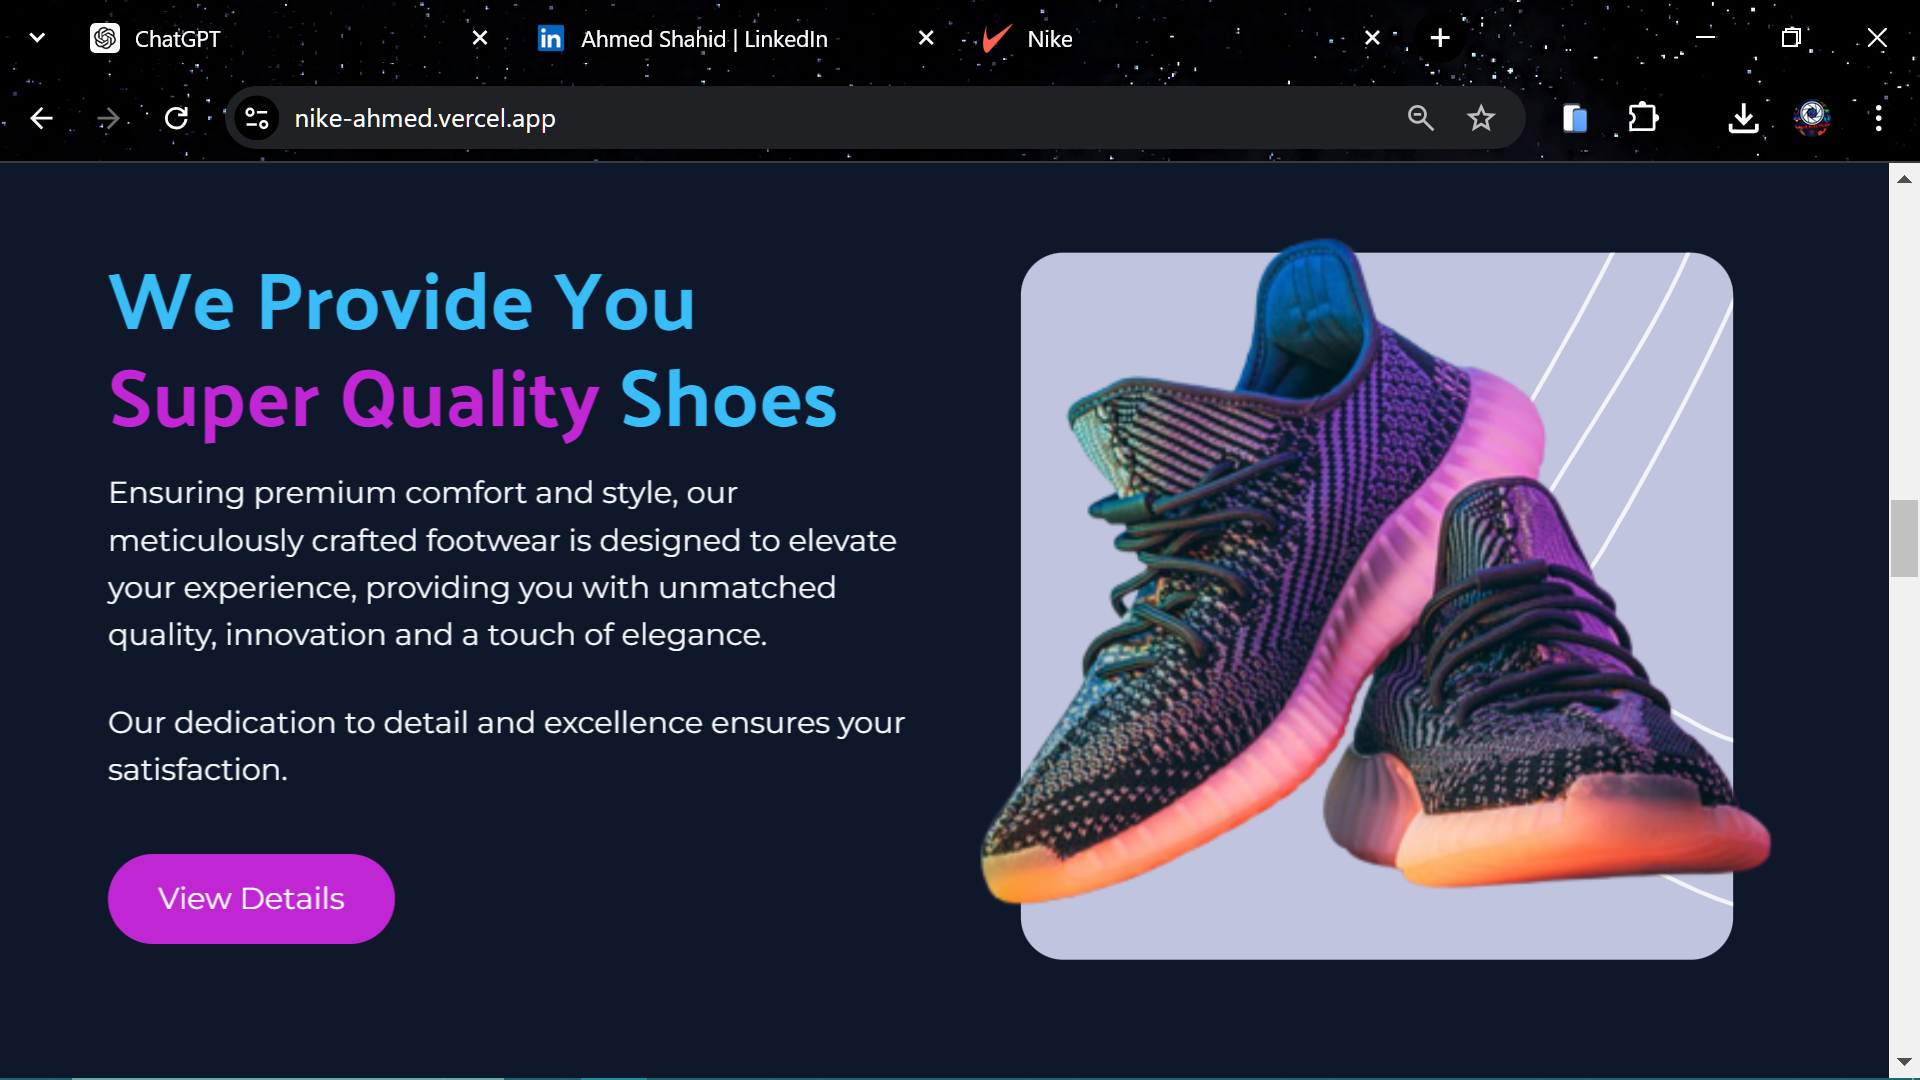 ChatGPT
Ahmed Shahid | LinkedIn
Nike
nike-ahmed.vercel.app
We Provide You
Super Quality Shoes
Ensuring premium comfort and style, our
meticulously crafted footwear is designed to elevate
your experience, providing you with unmatched
quality, innovation and a touch of elegance.
Our dedication to detail and excellence ensures your
satisfaction.
View Details